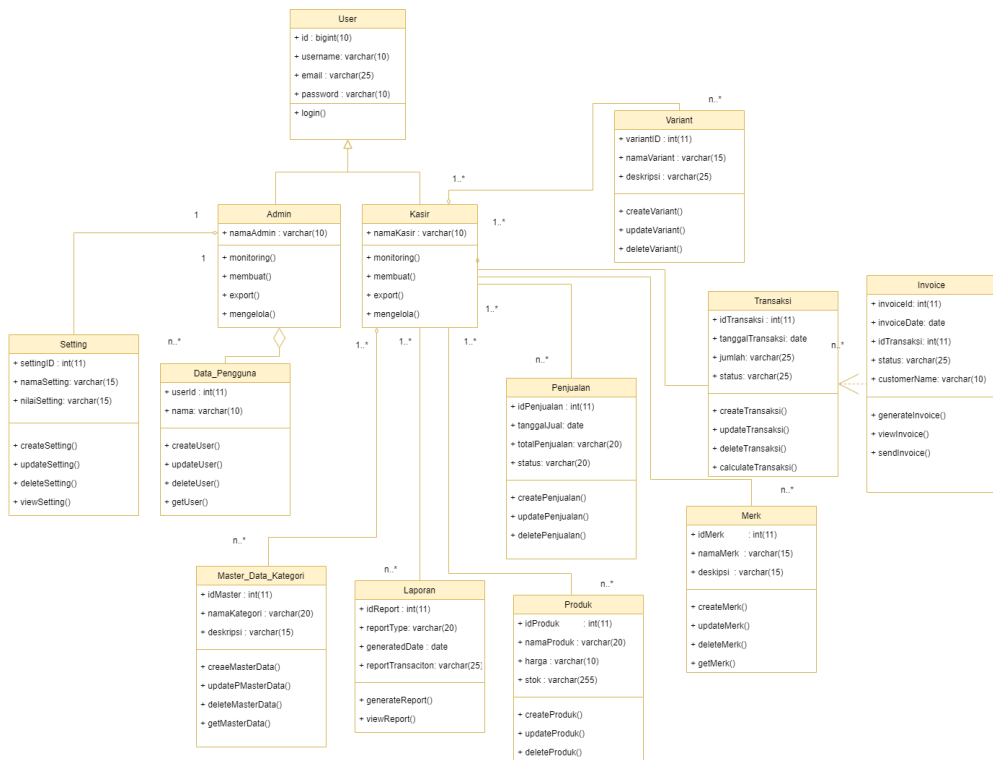 User
+ id : bigint(10)
+ username: varchar(10)
+ email : varchar(25)
+ password : varchar(10)
+ login()
n..*
Variant
+ variantID : int(11)
+ namaVariant : varchar(15)
+ deskripsi : varchar(25)
+ createVariant()
+ updateVariant()
+ deleteVariant()
1..*
1
Admin
+ namaAdmin : varchar(10)
+ monitoring()
+ membuat()
+ export()
+ mengelola()
1
Kasir
+ namaKasir : varchar(10)
+ monitoring()
+ membuat()
+ export()
+ mengelola()
1..*
1..*
1..*
1..*
1..*
Setting
+ settingID : int(11)
+ namaSetting: varchar(15)
+ nilaiSetting: varchar(15)
+ createSetting()
+ updateSetting()
+ deleteSetting()
+ viewSetting()
n..*
Data_Pengguna
+ userId : int(11)
+ nama: varchar(10)
+ createUser()
+ updateUser()
+ deleteUser()
+ getUser()
n..*
Penjualan
+ idPenjualan : int(11)
+ tanggalJual: date
+ totalPenjualan: varchar(20)
+ status: varchar(20)
+ createPenjualan()
+ updatePenjualan()
+ deletePenjualan()
Transaksi
+ idTransaksi : int(11)
+ tanggalTransaksi: date
+ jumlah: varchar(25)
+ status: varchar(25)
+ createTransaksi()
+ updateTransaksi()
+ deleteTransaksi()
+ calculateTransaksi()
n..*
Invoice
+ invoiceId: int(11)
+ invoiceDate: date
+ idTransaksi: int(11)
+ status: varchar(25)
+ customerName: varchar(10)
+ generateInvoice()
+ viewInvoice()
+ sendInvoice()
n..*
Merk
+ idMerk : int(11)
+ namaMerk : varchar(15)
+ deskipsi : varchar(15)
+ createMerk()
+ updateMerk()
+ deleteMerk()
+ getMerk()
n..*
Master_Data_Kategori
+ idMaster : int(11)
+ namaKategori : varchar(20)
+ deskripsi : varchar(15)
+ creaeMasterData()
+ updatePMasterData()
+ deleteMasterData()
+ getMasterData()
n..*
Laporan
+ idReport : int(11)
+ reportType: varchar(20)
+ generatedDate : date
+ reportTransaciton: varchar(25)
+ generateReport()
+ viewReport()
n..*
Produk
+ idProduk : int(11)
+ namaProduk : varchar(20)
+ harga : varchar(10)
+ stok : varchar(255)
+ createProduk()
+ updateProduk()
+ deleteProduk()